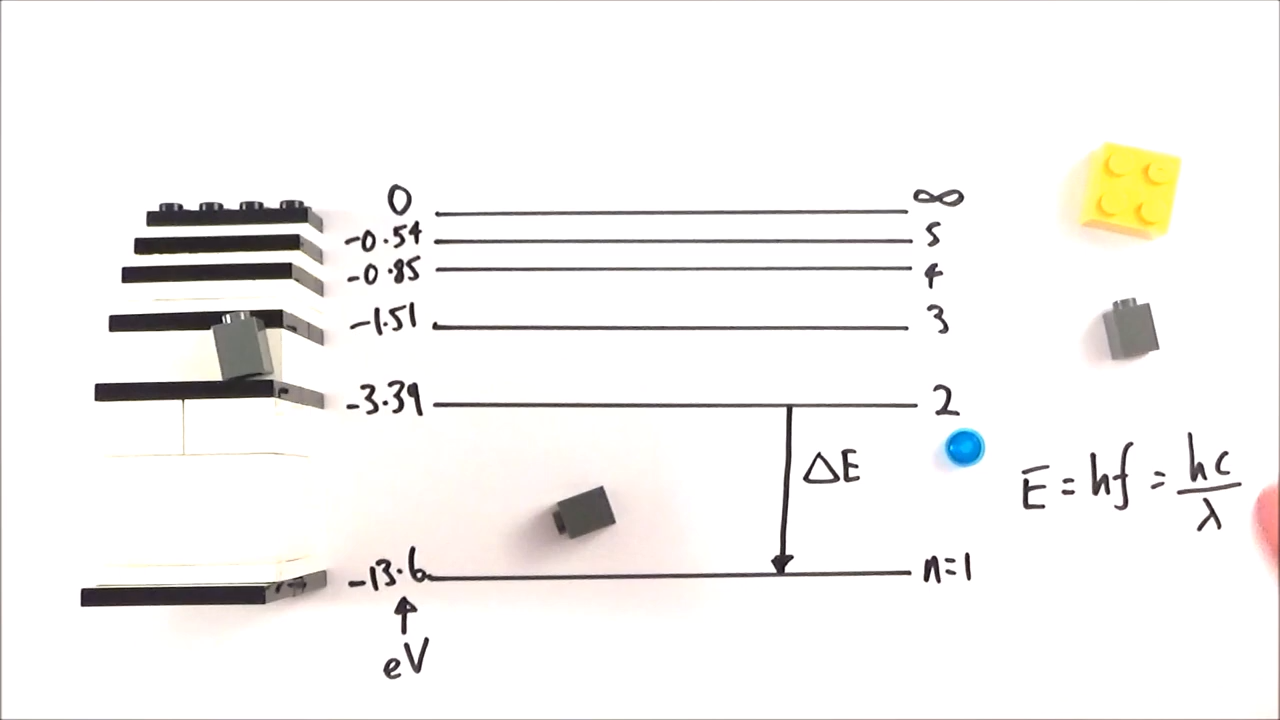 0 ∞
-0.54 5
-0.85 4
-1.51 3
-3.39 2
ΔE
E = hf = hc/λ
-13.6 n=1
↑
eV